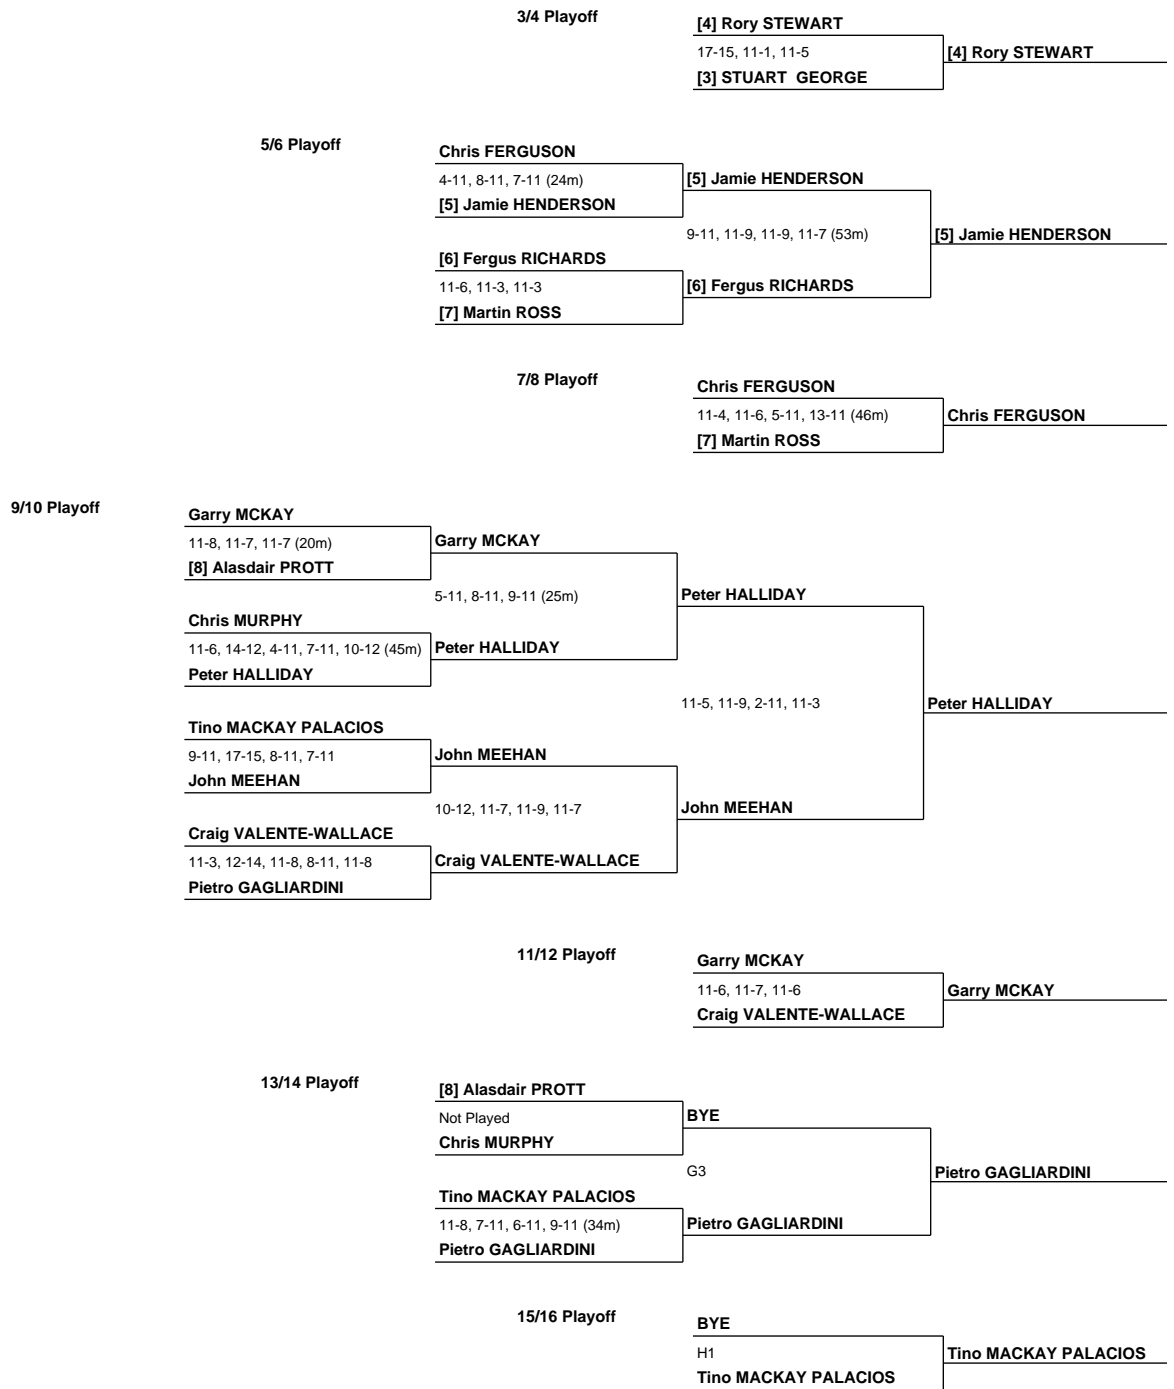 3/4 Playoff
[4] Rory STEWART
17-15, 11-1, 11-5
[4] Rory STEWART
[3] STUART  GEORGE
5/6 Playoff
Chris FERGUSON
4-11, 8-11, 7-11 (24m)
[5] Jamie HENDERSON
[5] Jamie HENDERSON
9-11, 11-9, 11-9, 11-7 (53m)
[5] Jamie HENDERSON
[6] Fergus RICHARDS
11-6, 11-3, 11-3
[6] Fergus RICHARDS
[7] Martin ROSS
7/8 Playoff
Chris FERGUSON
11-4, 11-6, 5-11, 13-11 (46m)
Chris FERGUSON
[7] Martin ROSS
9/10 Playoff
Garry MCKAY
11-8, 11-7, 11-7 (20m)
Garry MCKAY
[8] Alasdair PROTT
5-11, 8-11, 9-11 (25m)
Peter HALLIDAY
Chris MURPHY
11-6, 14-12, 4-11, 7-11, 10-12 (45m)
Peter HALLIDAY
Peter HALLIDAY
11-5, 11-9, 2-11, 11-3
Peter HALLIDAY
Tino MACKAY PALACIOS
9-11, 17-15, 8-11, 7-11
John MEEHAN
John MEEHAN
10-12, 11-7, 11-9, 11-7
John MEEHAN
Craig VALENTE-WALLACE
11-3, 12-14, 11-8, 8-11, 11-8
Craig VALENTE-WALLACE
Pietro GAGLIARDINI
11/12 Playoff
Garry MCKAY
11-6, 11-7, 11-6
Garry MCKAY
Craig VALENTE-WALLACE
13/14 Playoff
[8] Alasdair PROTT
Not Played
BYE
Chris MURPHY
G3
Pietro GAGLIARDINI
Tino MACKAY PALACIOS
11-8, 7-11, 6-11, 9-11 (34m)
Pietro GAGLIARDINI
Pietro GAGLIARDINI
15/16 Playoff
BYE
H1
Tino MACKAY PALACIOS
Tino MACKAY PALACIOS